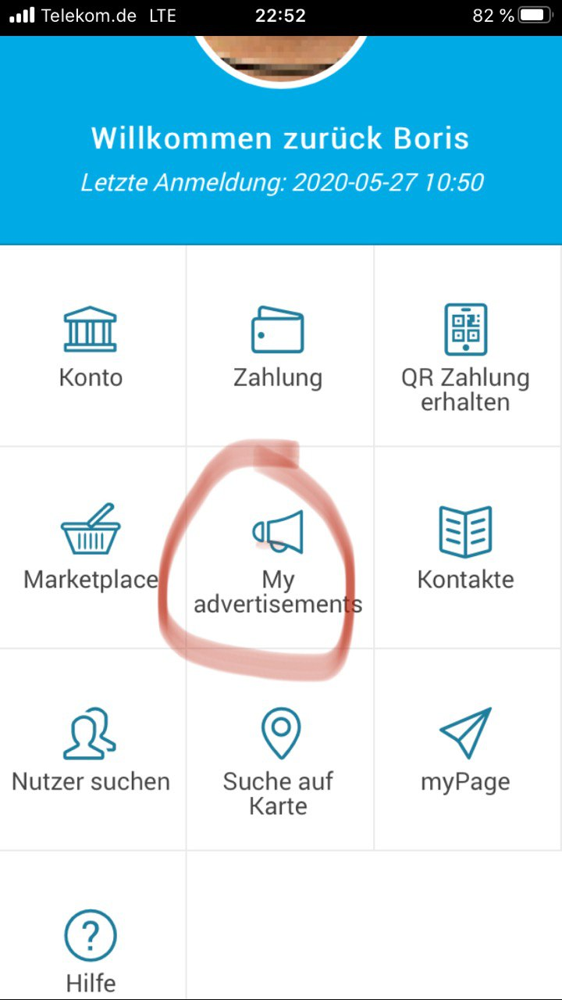 Telekom.de LTE 22:52 82 %
Willkommen zurück Boris
Letzte Anmeldung: 2020-05-27 10:50
Konto Zahlung QR Zahlung
erhalten
Marketplace My
advertisements Kontakte
Nutzer suchen Suche auf
Karte myPage
?
Hilfe